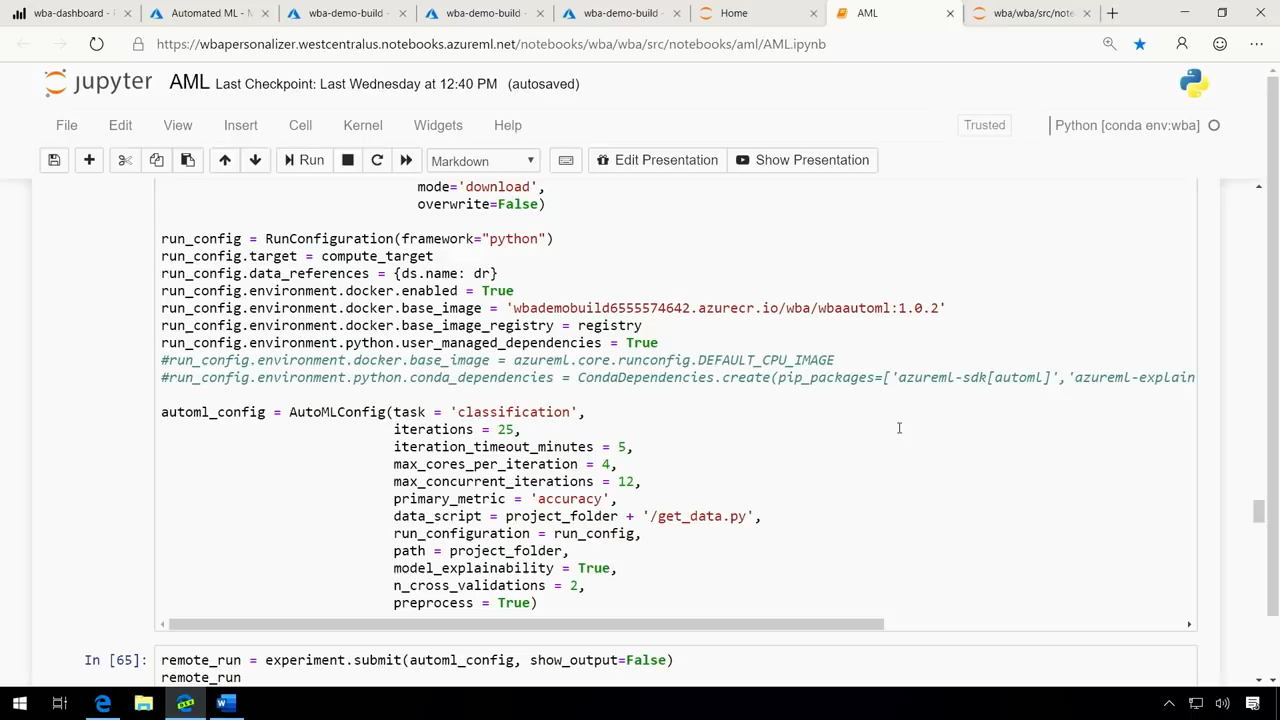 wba-dashboard -
Automated ML - M
wba-demo-build -
wba-demo-build -
wba-demo-build -
Home
AML
wba/wba/src/note
https://wbapersonalizer.westcentralus.notebooks.azureml.net/notebooks/wba/wba/src/notebooks/aml/AML.ipynb
jupyter AML Last Checkpoint: Last Wednesday at 12:40 PM (autosaved)
File Edit View Insert Cell Kernel Widgets Help Trusted Python [conda env:wba]
Run Markdown Edit Presentation Show Presentation
mode='download',
overwrite=False)
run_config = RunConfiguration(framework="python")
run_config.target = compute_target
run_config.data_references = {ds.name: dr}
run_config.environment.docker.enabled = True
run_config.environment.docker.base_image = 'wbademobuild6555574642.azurecr.io/wba/wbaautoml:1.0.2'
run_config.environment.docker.base_image_registry = registry
run_config.environment.python.user_managed_dependencies = True
#run_config.environment.docker.base_image = azureml.core.runconfig.DEFAULT_CPU_IMAGE
#run_config.environment.python.conda_dependencies = CondaDependencies.create(pip_packages=['azureml-sdk[automl]','azureml-explain
automl_config = AutoMLConfig(task = 'classification',
iterations = 25,
iteration_timeout_minutes = 5,
max_cores_per_iteration = 4,
max_concurrent_iterations = 12,
primary_metric = 'accuracy',
data_script = project_folder + '/get_data.py',
run_configuration = run_config,
path = project_folder,
model_explainability = True,
n_cross_validations = 2,
preprocess = True)
In [65]: remote_run = experiment.submit(automl_config, show_output=False)
remote_run